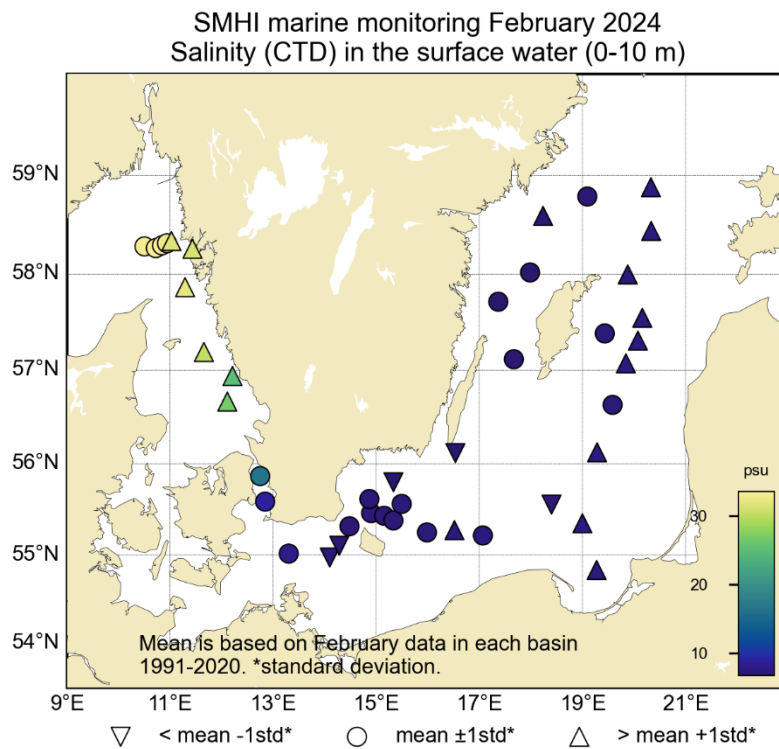 SMHI marine monitoring February 2024
Salinity (CTD) in the surface water (0-10 m)
59°N
58°N
57°N
56°N
55°N
54°N
psu
30
20
10
Mean is based on February data in each basin
1991-2020. *standard deviation.
9°E 11°E 13°E 15°E 17°E 19°E 21°E
< mean -1std* mean ±1std* > mean +1std*